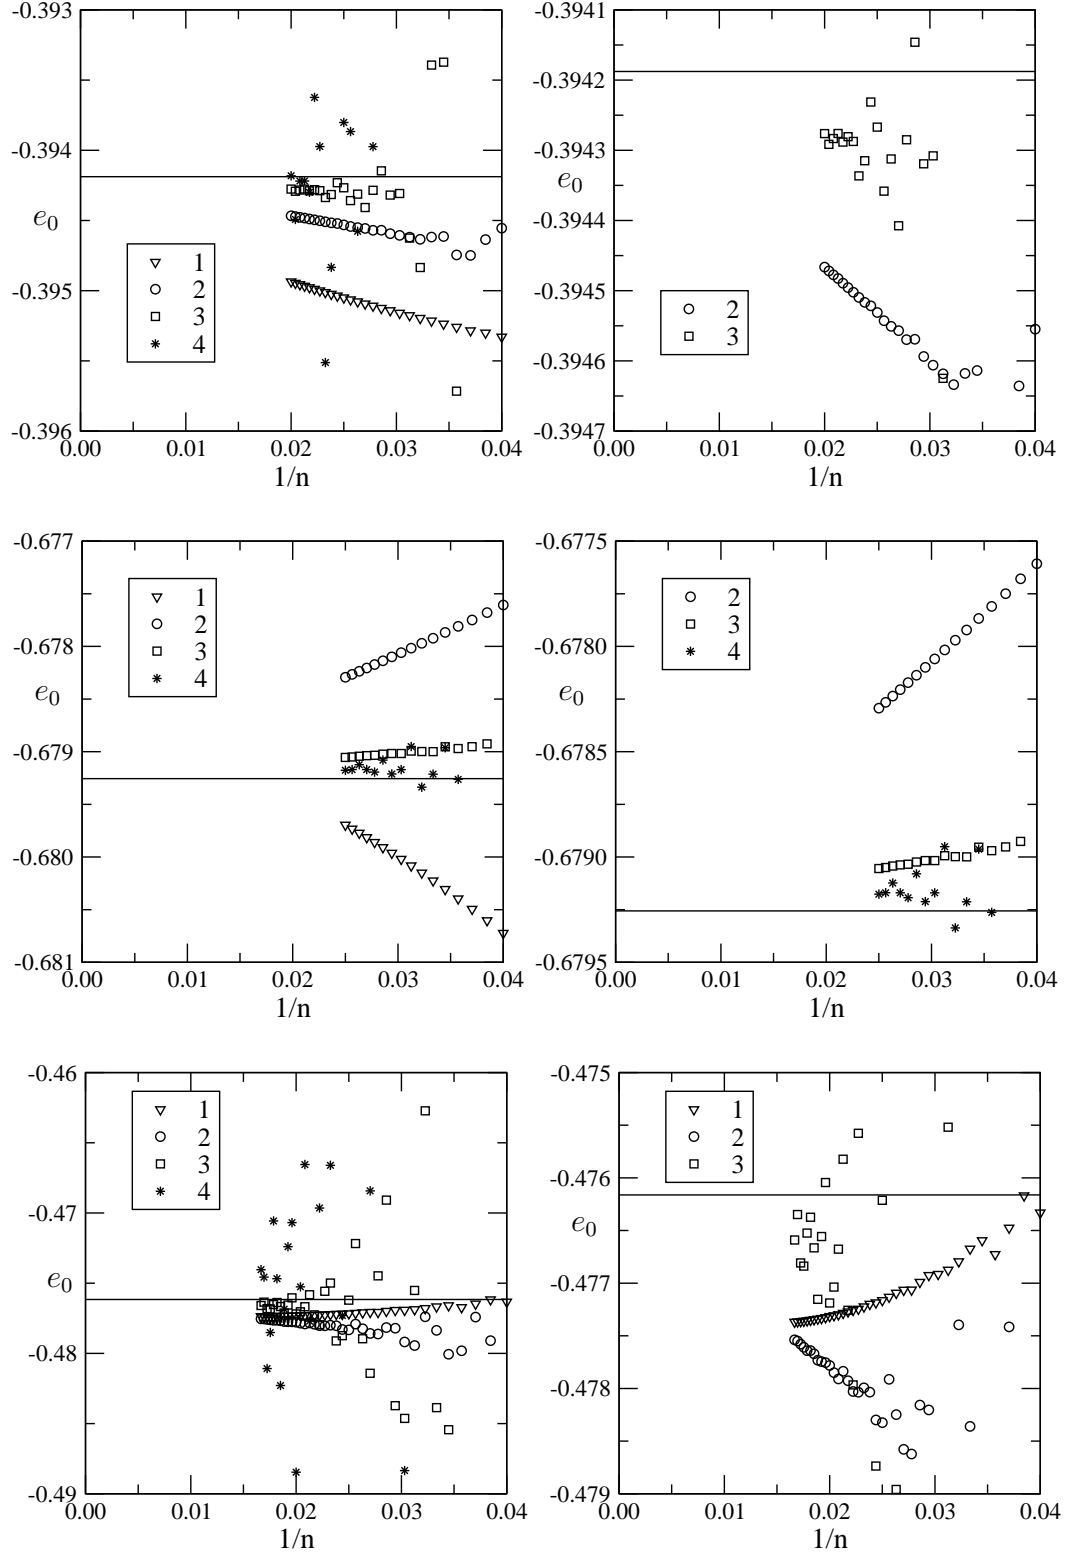 -0.393
-0.394
e0
-0.395
-0.396
1
2
3
4
0.00 0.01 0.02 0.03 0.04
1/n
-0.3941
-0.3942
-0.3943
e0
-0.3944
-0.3945
-0.3946
-0.3947
2
3
0.00 0.01 0.02 0.03 0.04
1/n
-0.677
-0.678
e0
-0.679
-0.680
-0.681
1
2
3
4
0.00 0.01 0.02 0.03 0.04
1/n
-0.6775
-0.6780
e0
-0.6785
-0.6790
-0.6795
2
3
4
0.00 0.01 0.02 0.03 0.04
1/n
-0.46
-0.47
e0
-0.48
-0.49
1
2
3
4
0.00 0.01 0.02 0.03 0.04
1/n
-0.475
-0.476
e0
-0.477
-0.478
-0.479
1
2
3
0.00 0.01 0.02 0.03 0.04
1/n